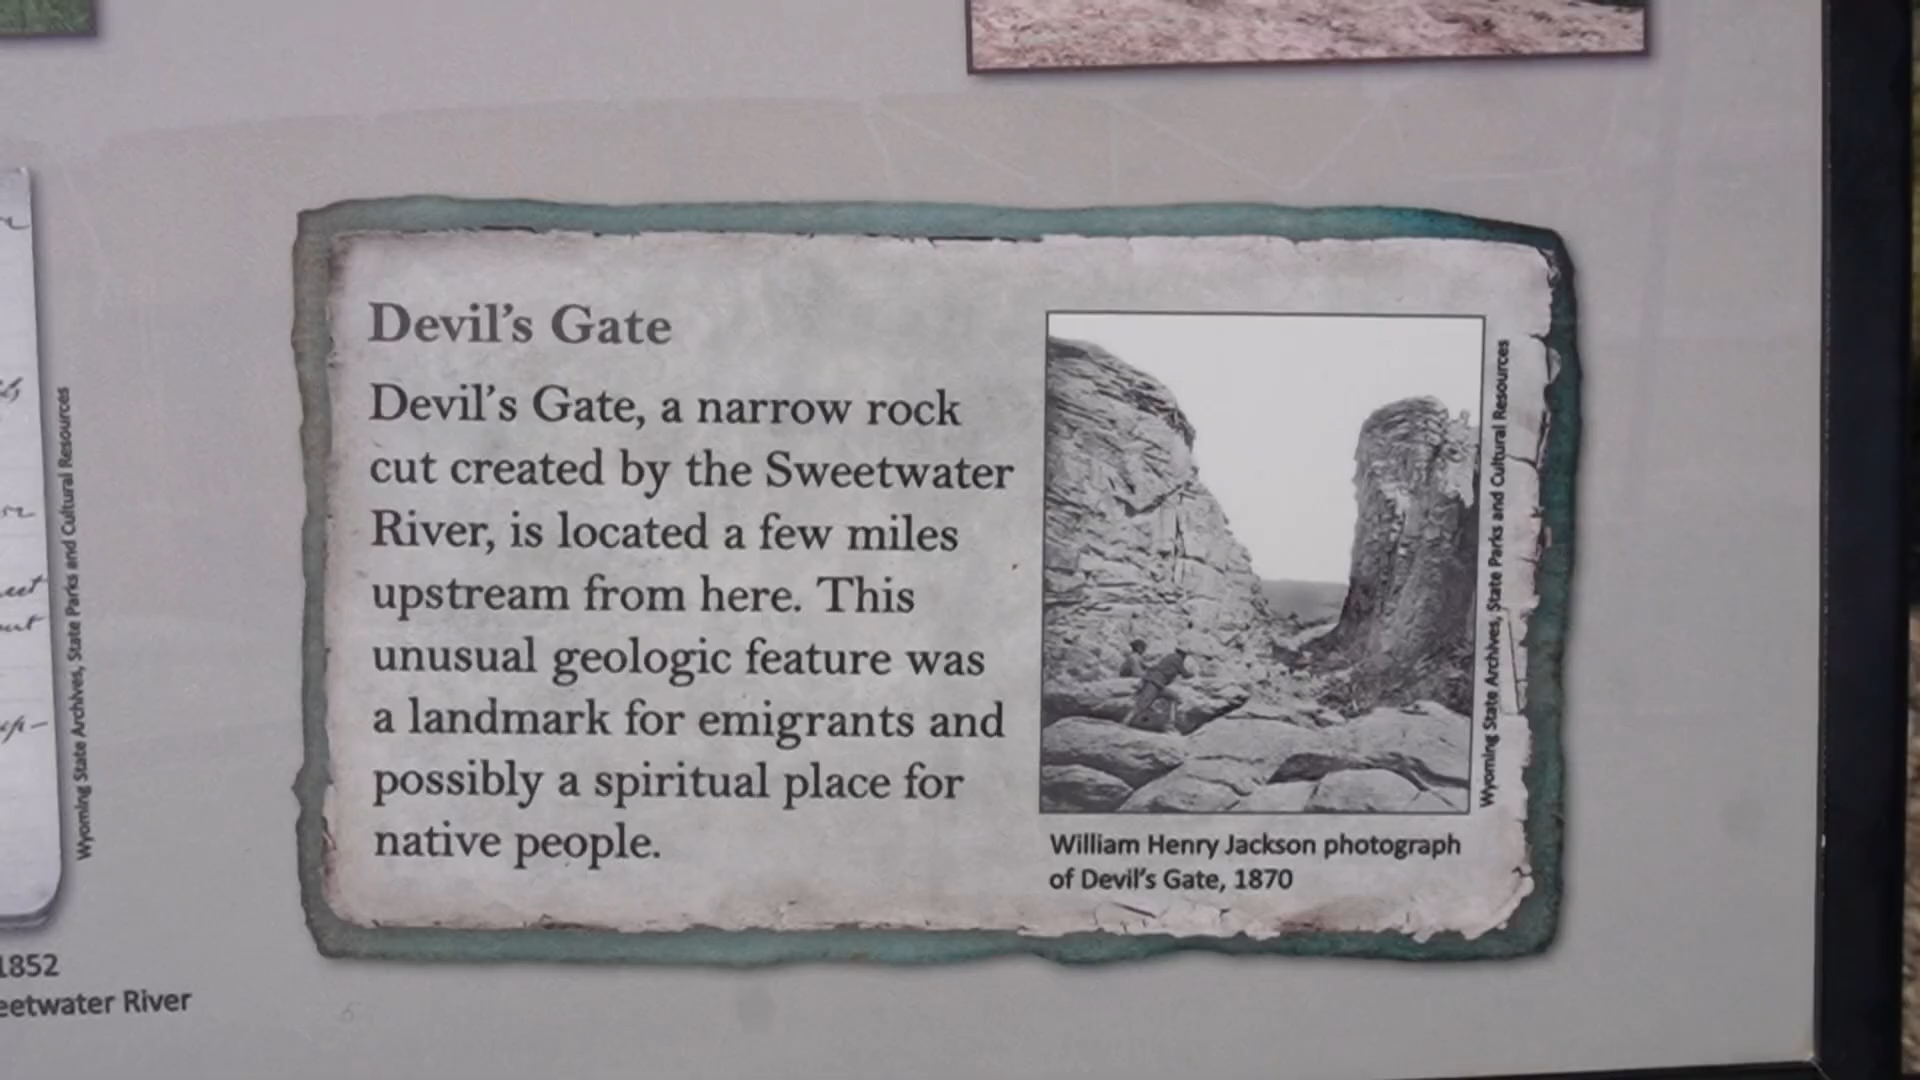 Devil's Gate
Devil's Gate, a narrow rock
cut created by the Sweetwater
River, is located a few miles
upstream from here. This
unusual geologic feature was
a landmark for emigrants and
possibly a spiritual place for
native people.
Wyoming State Archives, State Parks and Cultural Resources
William Henry Jackson photograph
of Devil's Gate, 1870
Wyoming State Archives, State Parks and Cultural Resources
1852
eetwater River